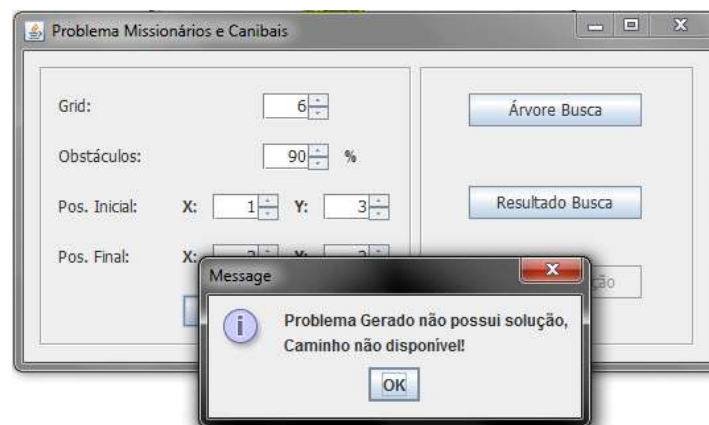 Problema Missionários e Canibais
Grid: 6
Árvore Busca
Obstáculos: 90 %
Pos. Inicial: X: 1 Y: 3
Resultado Busca
Pos. Final: X:
Message
Problema Gerado não possui solução,
Caminho não disponível!
OK